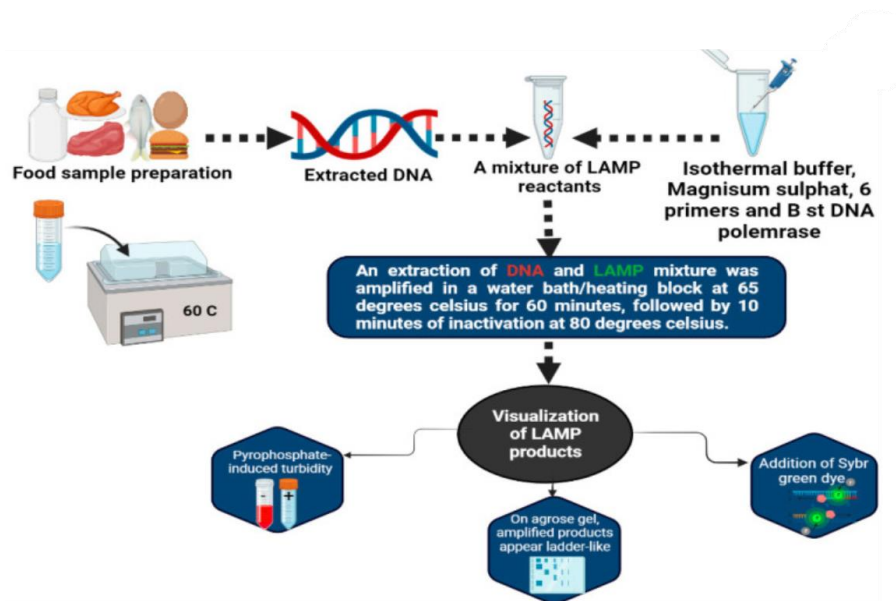 Food sample preparation
Extracted DNA
A mixture of LAMP
reactants
Isothermal buffer,
Magnisum sulphat, 6
primers and B st DNA
polemrase
60 C
An extraction of DNA and LAMP mixture was
amplified in a water bath/heating block at 65
degrees celsius for 60 minutes, followed by 10
minutes of inactivation at 80 degrees celsius.
Visualization
of LAMP
products
Pyrophosphate-
induced turbidity
- +
On agrose gel,
amplified products
appear ladder-like
Addition of Sybr
green dye